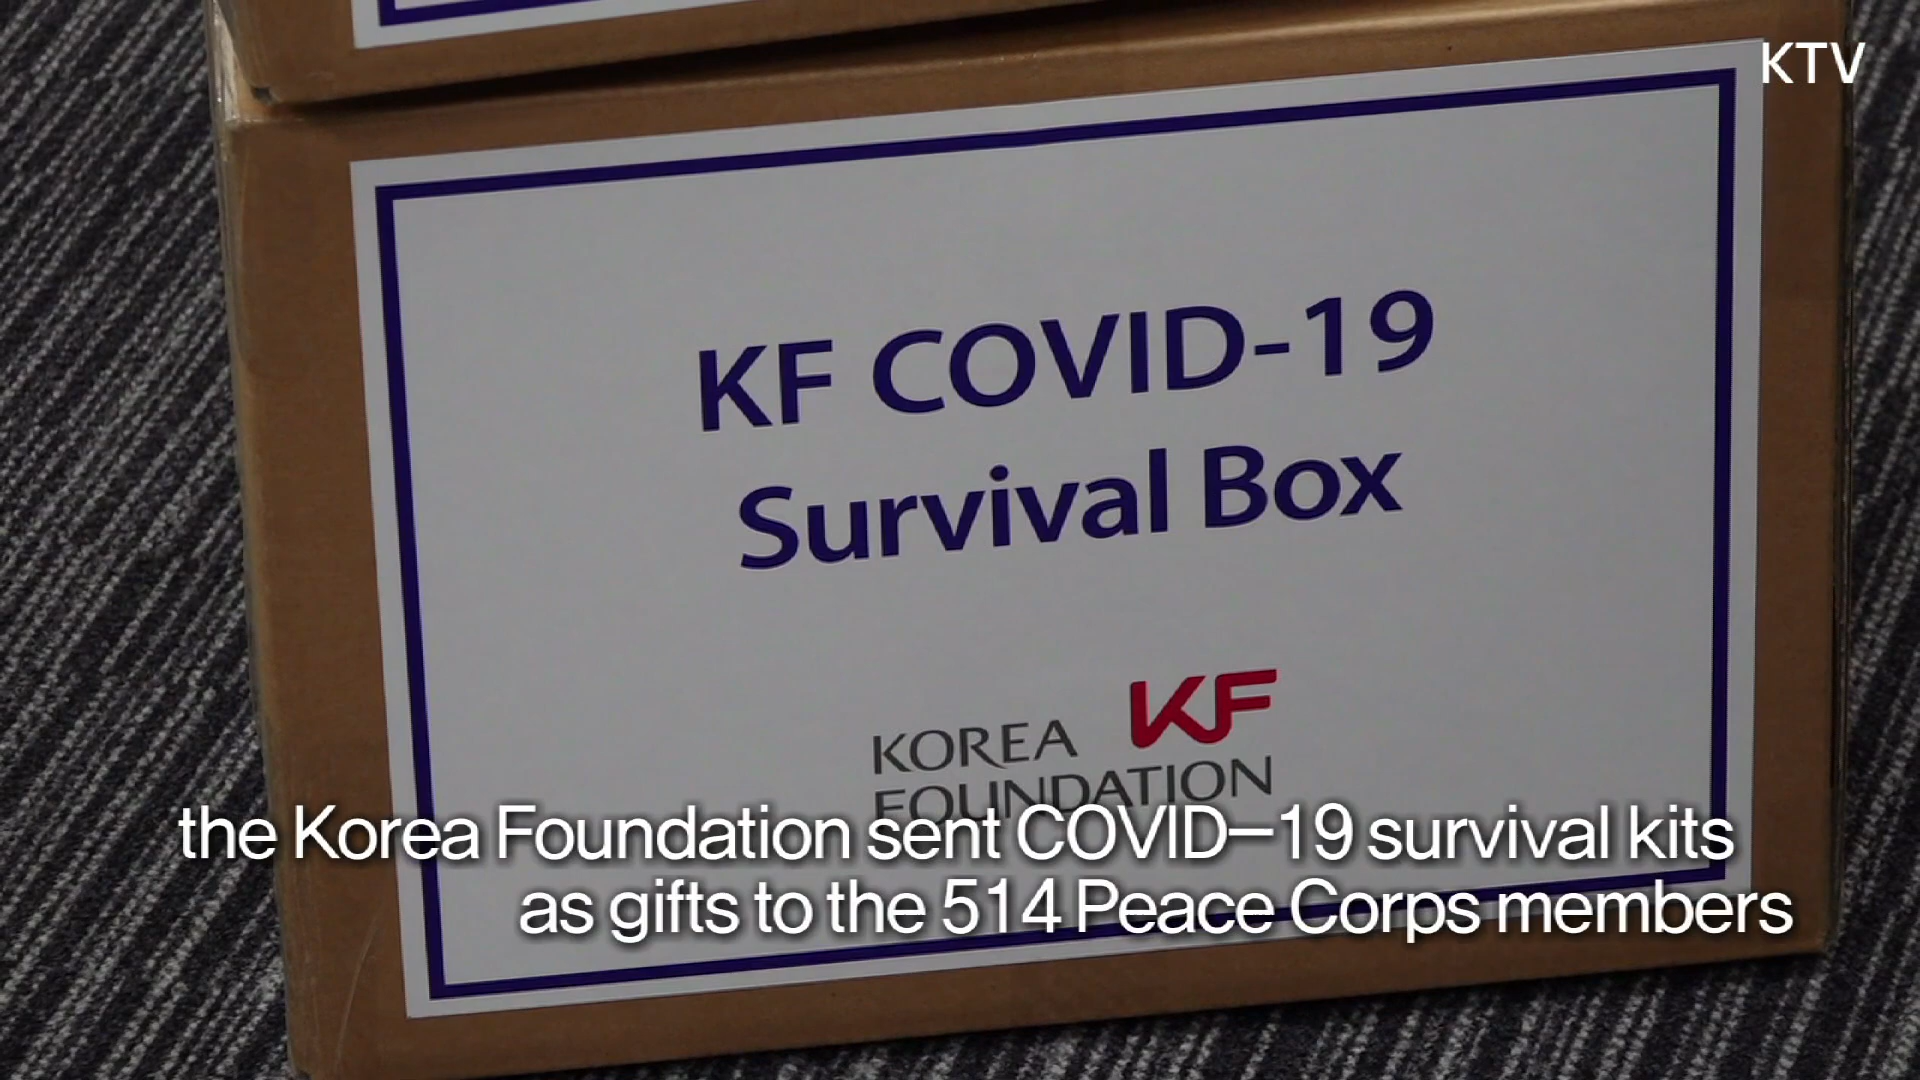 KTV
KF COVID-19
Survival Box
KF
KOREA
FOUNDATION
the Korea Foundation sent COVID-19 survival kits
as gifts to the 514 Peace Corps members